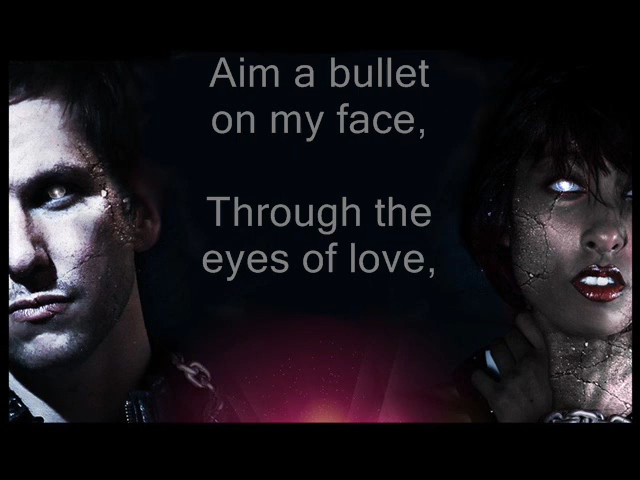 Aim a bullet
on my face,
Through the
eyes of love,